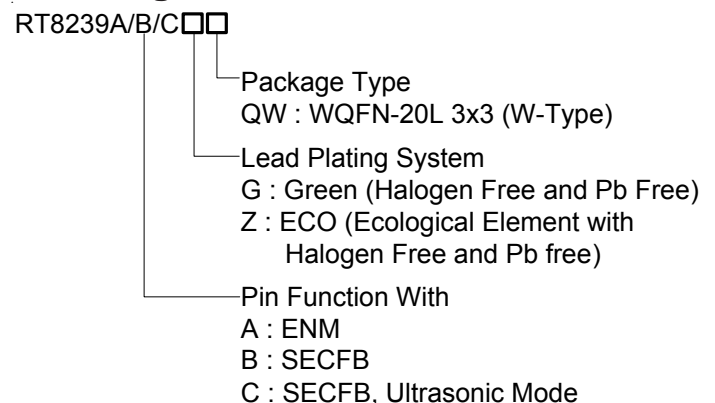 RT8239A/B/C□□
Package Type
QW : WQFN-20L 3x3 (W-Type)
Lead Plating System
G : Green (Halogen Free and Pb Free)
Z : ECO (Ecological Element with
Halogen Free and Pb free)
Pin Function With
A : ENM
B : SECFB
C : SECFB, Ultrasonic Mode